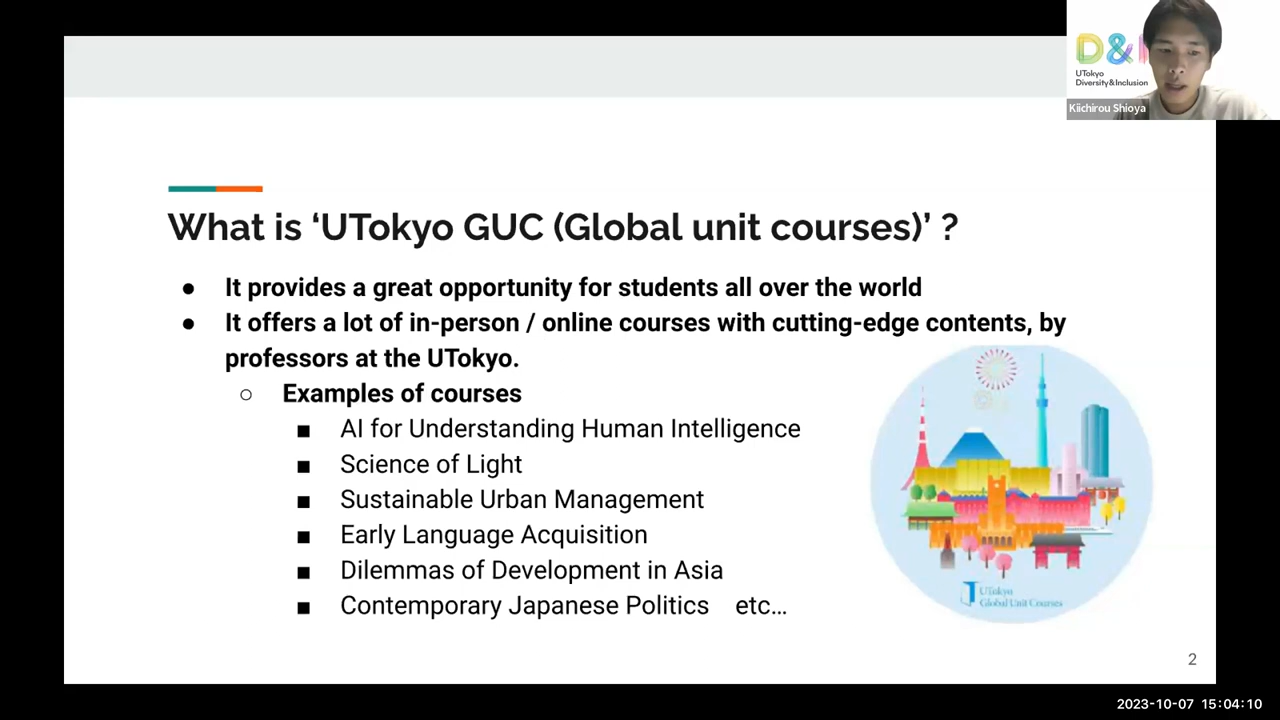 D&I
UTokyo
Diversity&Inclusion
Kiichirou Shioya
What is ‘UTokyo GUC (Global unit courses)’ ?
● It provides a great opportunity for students all over the world
● It offers a lot of in-person / online courses with cutting-edge contents, by
professors at the UTokyo.
○ Examples of courses
■ AI for Understanding Human Intelligence
■ Science of Light
■ Sustainable Urban Management
■ Early Language Acquisition
■ Dilemmas of Development in Asia
■ Contemporary Japanese Politics etc…
UTokyo
Global Unit Courses
2
2023-10-07 15:04:10